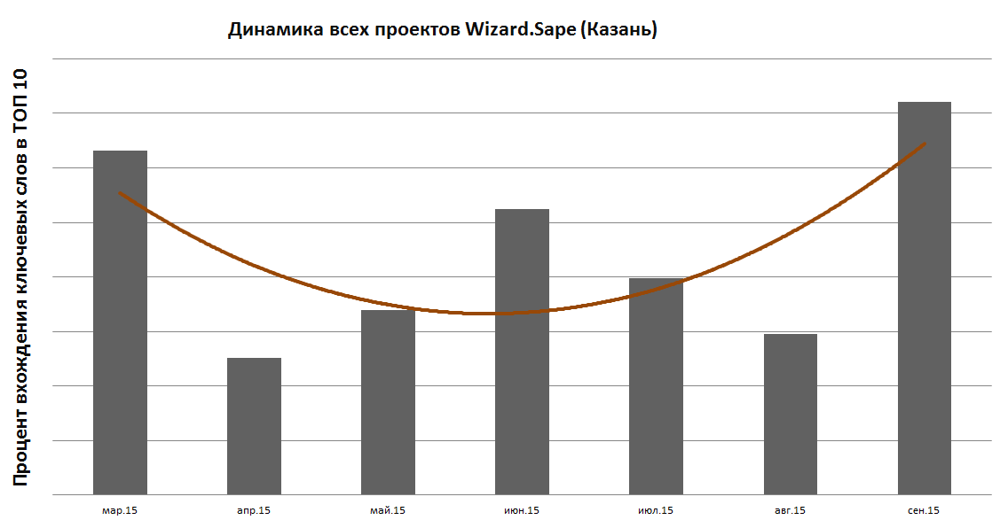 Динамика всех проектов Wizard.Sape (Казань)
Процент вхождения ключевых слов в ТОП 10
мар.15
апр.15
май.15
июн.15
июл.15
авг.15
сен.15